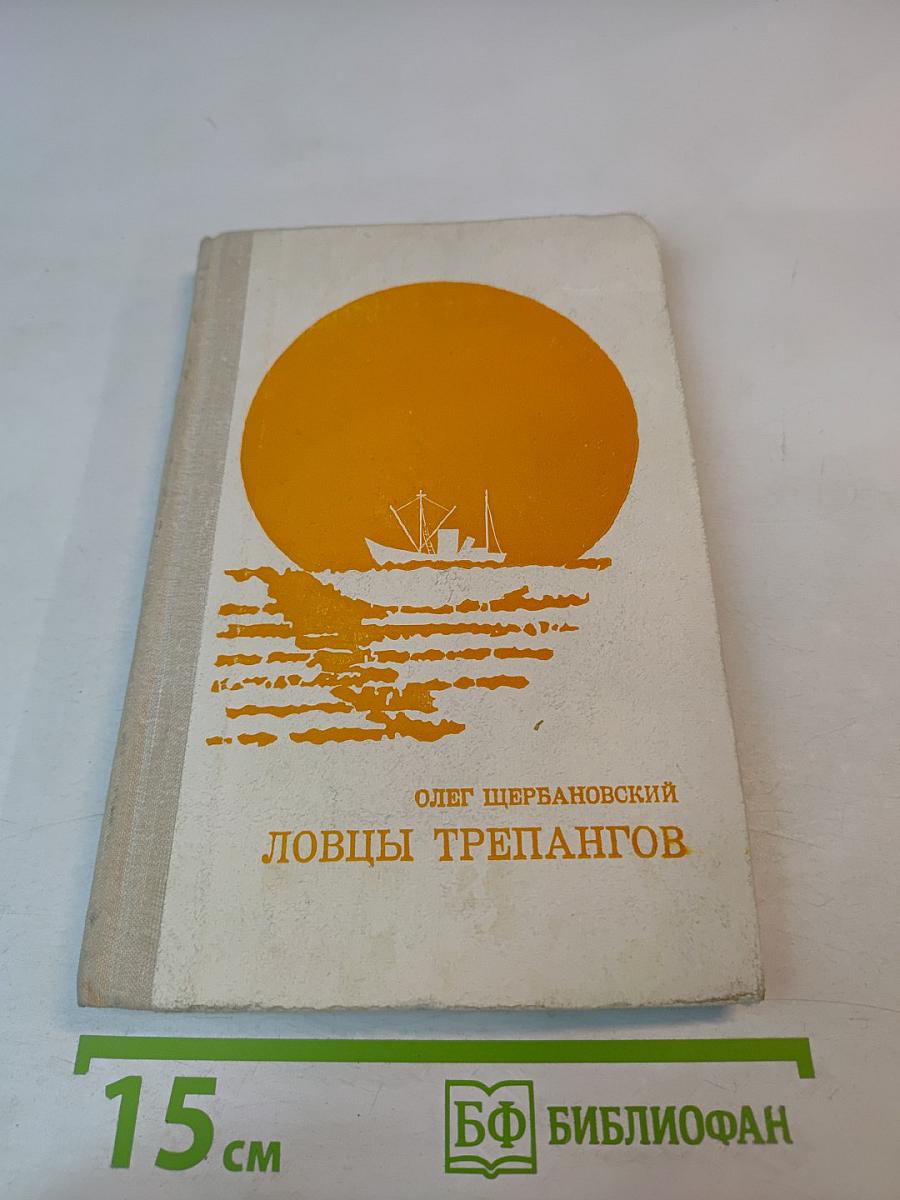 ОЛЕГ ЩЕРБАНОВСКИЙ
ЛОВЦЫ ТРЕПАНГОВ
15 см
БФ БИБЛИОФАН